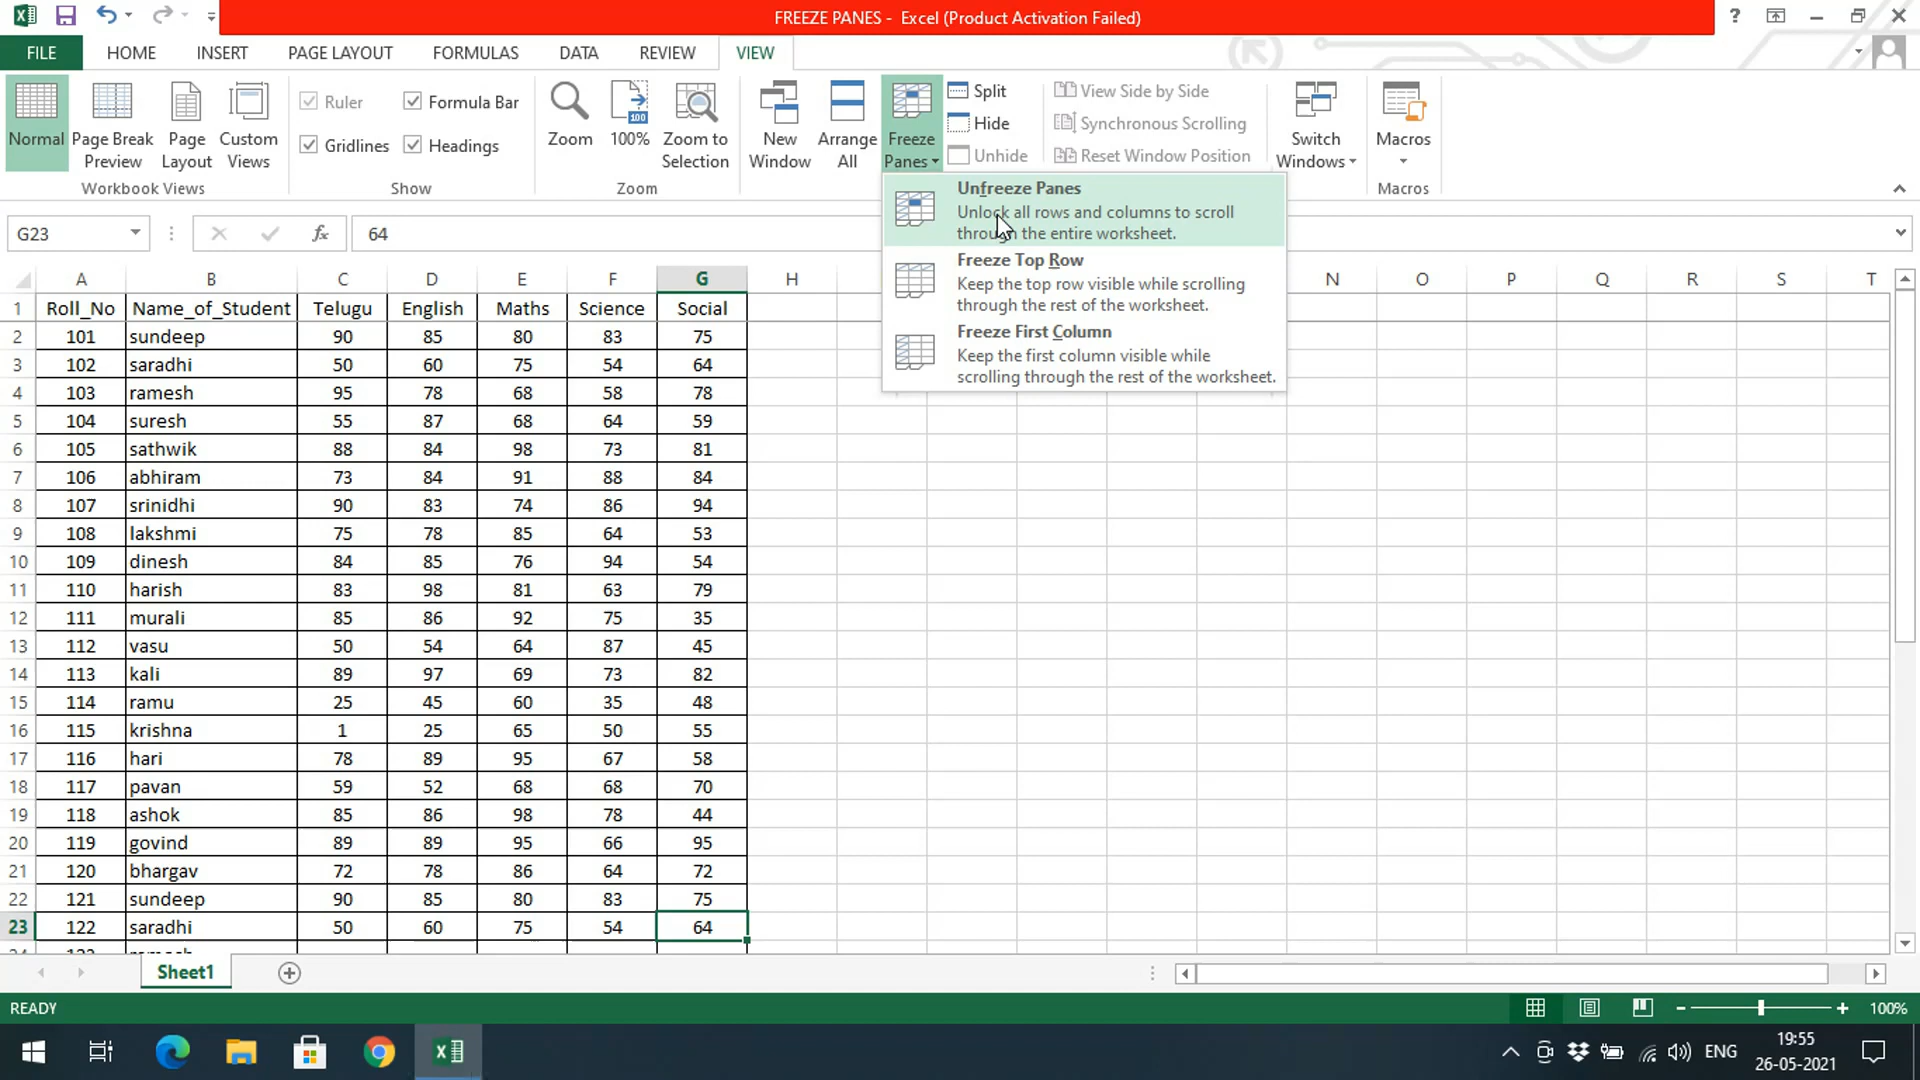 FREEZE PANES - Excel (Product Activation Failed)
FILE HOME INSERT PAGE LAYOUT FORMULAS DATA REVIEW VIEW
Normal
Page Break Preview
Page Layout
Custom Views
Workbook Views
Ruler
Formula Bar
Gridlines
Headings
Show
Zoom
100
100%
Zoom to Selection
Zoom
New Window
Arrange All
Freeze Panes
Split
Hide
Unhide
View Side by Side
Synchronous Scrolling
Reset Window Position
Switch Windows
Macros
Macros
Unfreeze Panes
Unlock all rows and columns to scroll
through the entire worksheet.
Freeze Top Row
Keep the top row visible while scrolling
through the rest of the worksheet.
Freeze First Column
Keep the first column visible while
scrolling through the rest of the worksheet.
G23 fx 64
A B C D E F G H N O P Q R S T
1 Roll_No Name_of_Student Telugu English Maths Science Social
2 101 sundeep 90 85 80 83 75
3 102 saradhi 50 60 75 54 64
4 103 ramesh 95 78 68 58 78
5 104 suresh 55 87 68 64 59
6 105 sathwik 88 84 98 73 81
7 106 abhiram 73 84 91 88 84
8 107 srinidhi 90 83 74 86 94
9 108 lakshmi 75 78 85 64 53
10 109 dinesh 84 85 76 94 54
11 110 harish 83 98 81 63 79
12 111 murali 85 86 92 75 35
13 112 vasu 50 54 64 87 45
14 113 kali 89 97 69 73 82
15 114 ramu 25 45 60 35 48
16 115 krishna 1 25 65 50 55
17 116 hari 78 89 95 67 58
18 117 pavan 59 52 68 68 70
19 118 ashok 85 86 98 78 44
20 119 govind 89 89 95 66 95
21 120 bhargav 72 78 86 64 72
22 121 sundeep 90 85 80 83 75
23 122 saradhi 50 60 75 54 64
Sheet1
READY 100%
ENG 19:55
26-05-2021